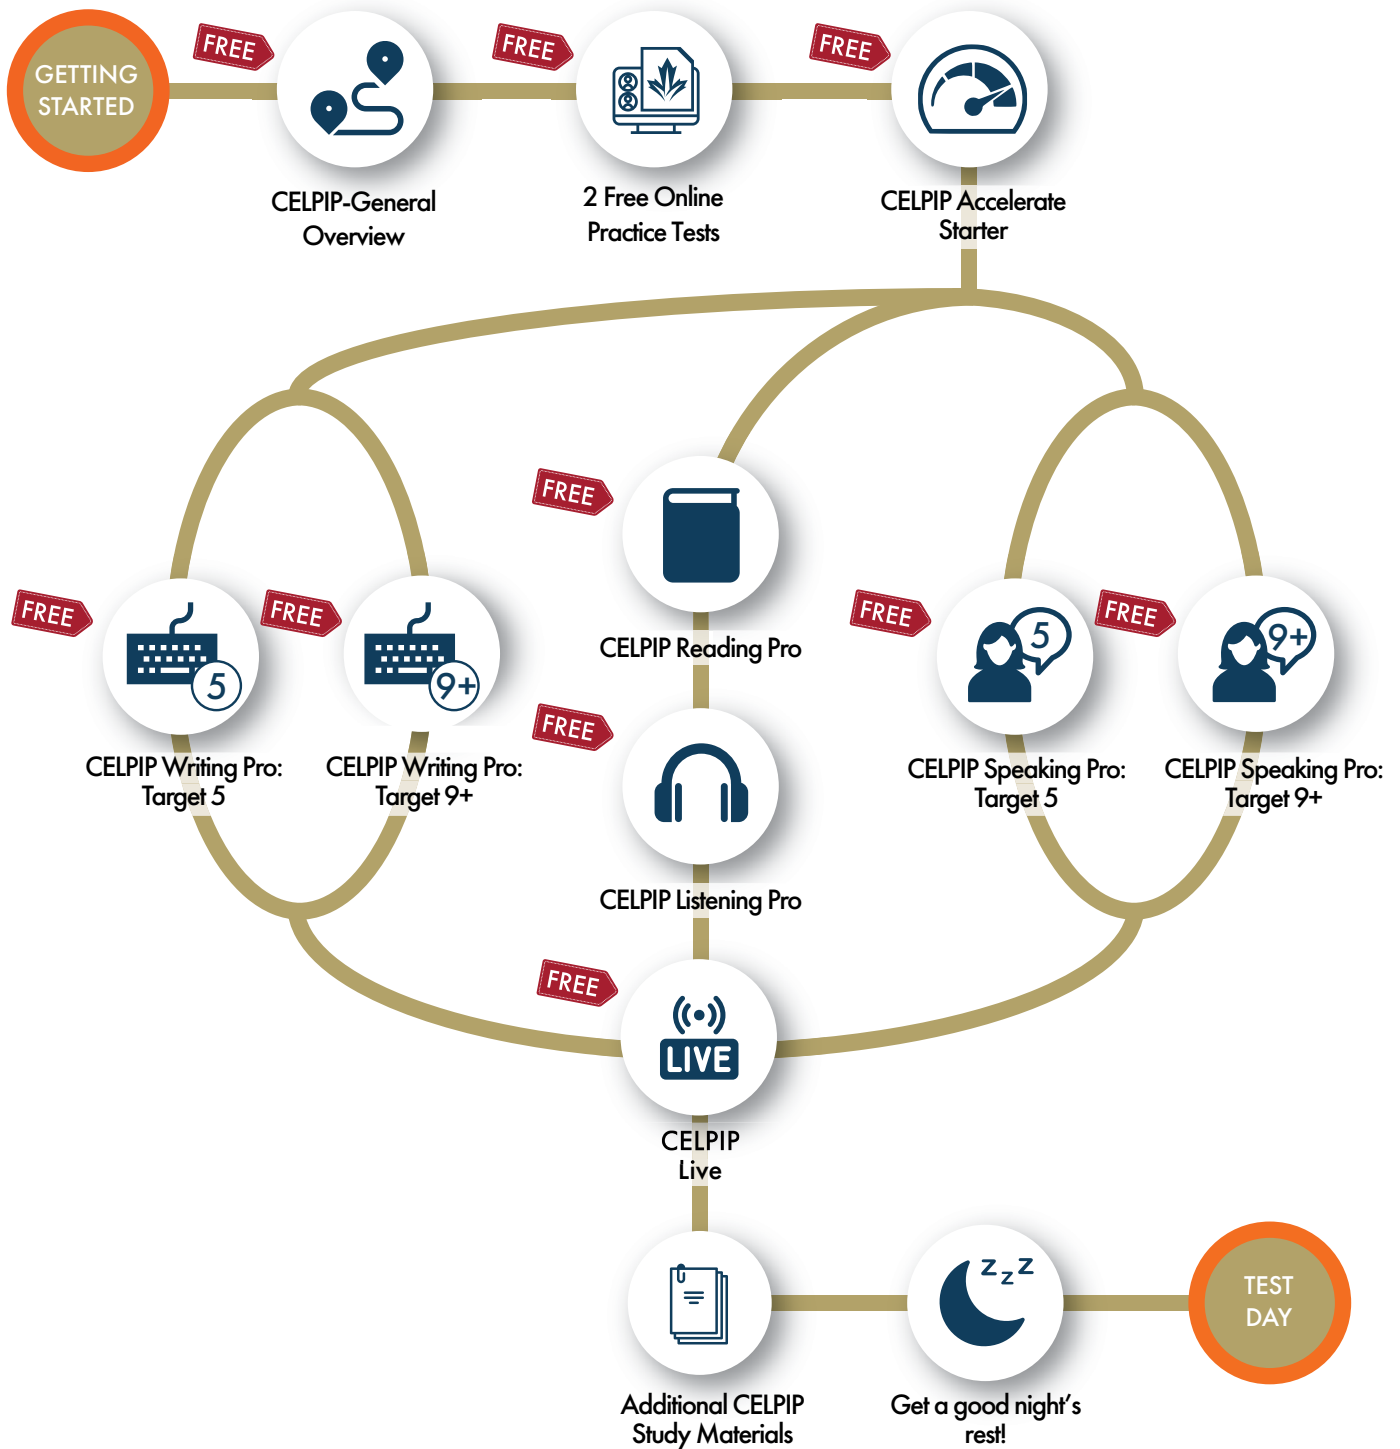 GETTING
STARTED
FREE
CELPIP-General
Overview
FREE
2 Free Online
Practice Tests
FREE
CELPIP Accelerate
Starter
FREE
5
CELPIP Writing Pro:
Target 5
FREE
9+
CELPIP Writing Pro:
Target 9+
FREE
CELPIP Reading Pro
FREE
CELPIP Listening Pro
FREE
5
CELPIP Speaking Pro:
Target 5
FREE
9+
CELPIP Speaking Pro:
Target 9+
FREE
LIVE
CELPIP
Live
Additional CELPIP
Study Materials
z z z
Get a good night's
rest!
TEST
DAY